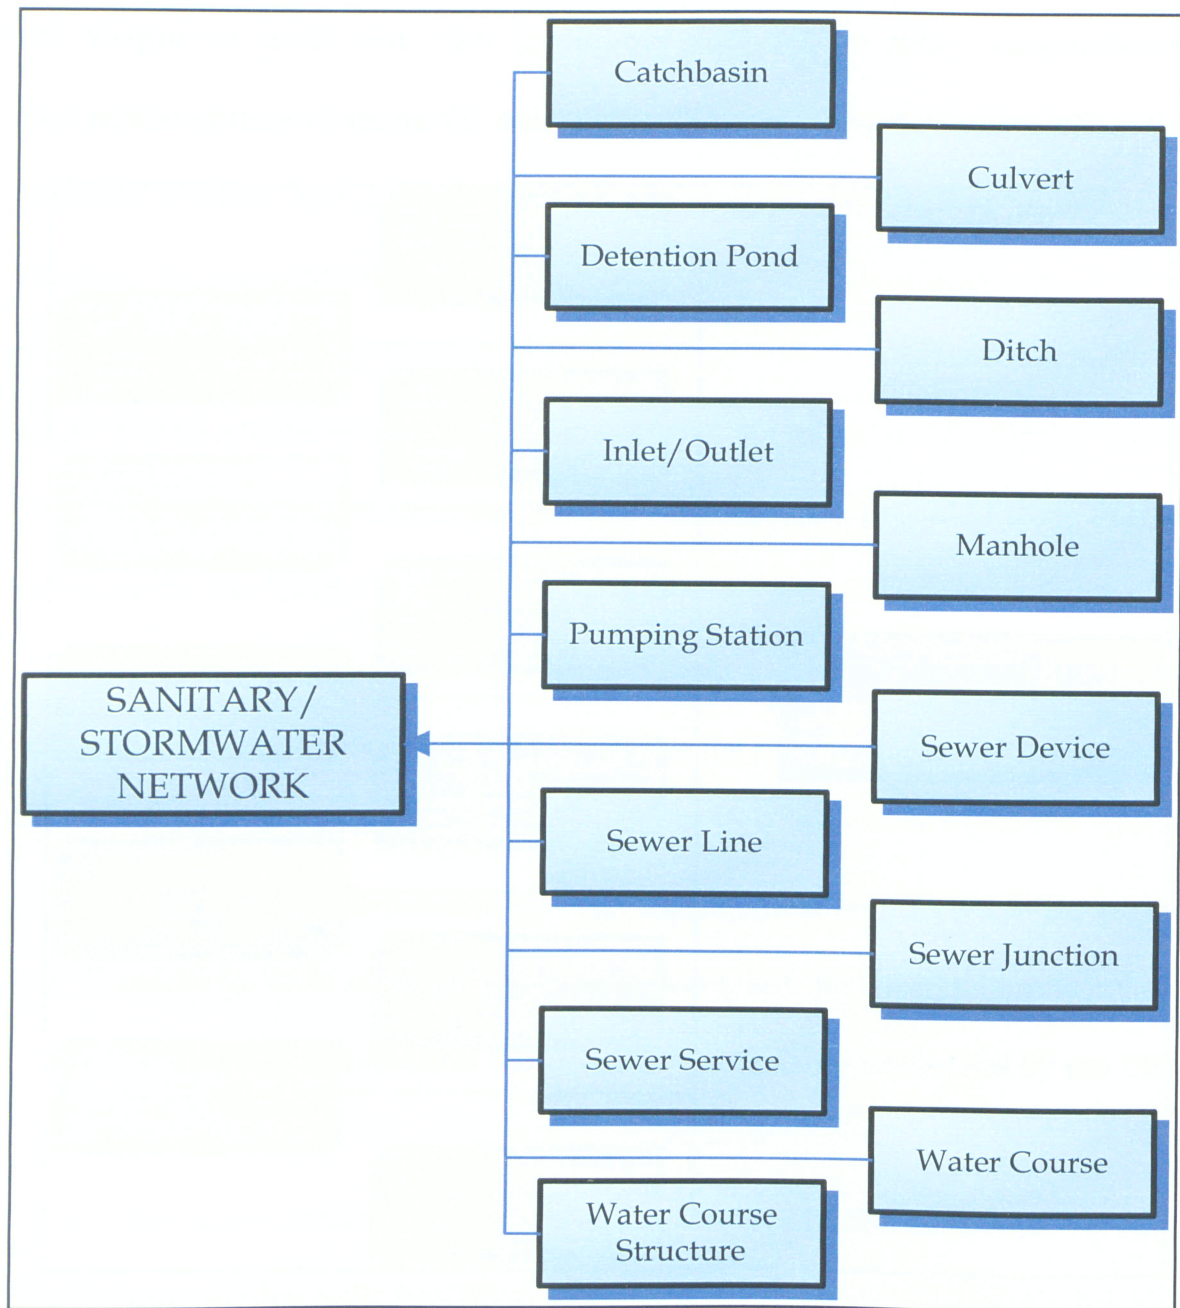 Catchbasin
Culvert
Detention Pond
Ditch
Inlet/Outlet
Manhole
Pumping Station
SANITARY/
STORMWATER
NETWORK
Sewer Device
Sewer Line
Sewer Junction
Sewer Service
Water Course
Water Course
Structure